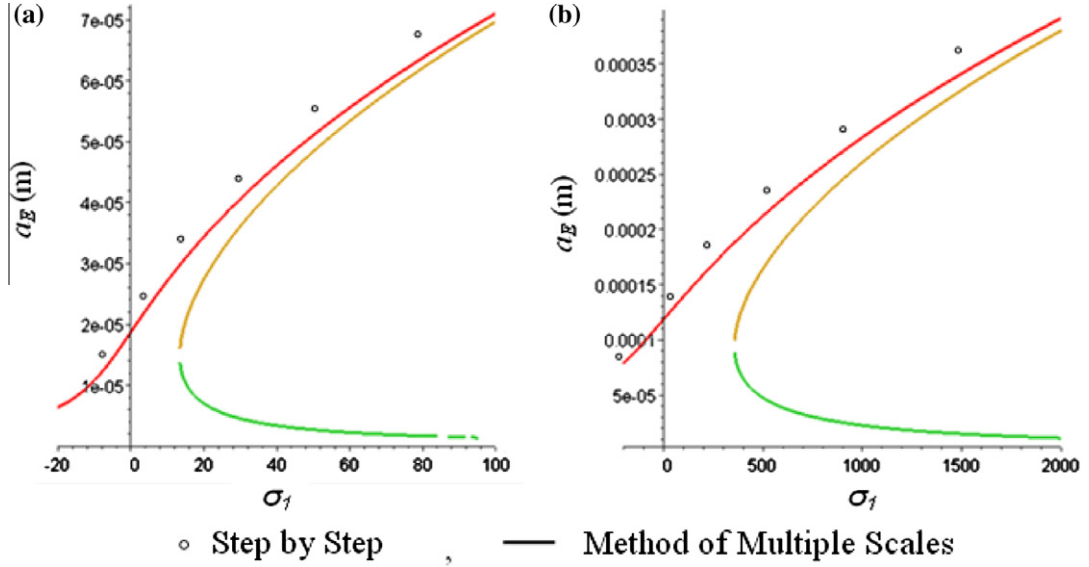 (a)
7e-05
6e-05
5e-05
4e-05
3e-05
2e-05
1e-05
-20 0 20 40 60 80 100
a_E (m)
σ_1
(b)
0.00035
0.0003
0.00025
0.0002
0.00015
0.0001
5e-05
0 500 1000 1500 2000
a_E (m)
σ_1
Step by Step , Method of Multiple Scales